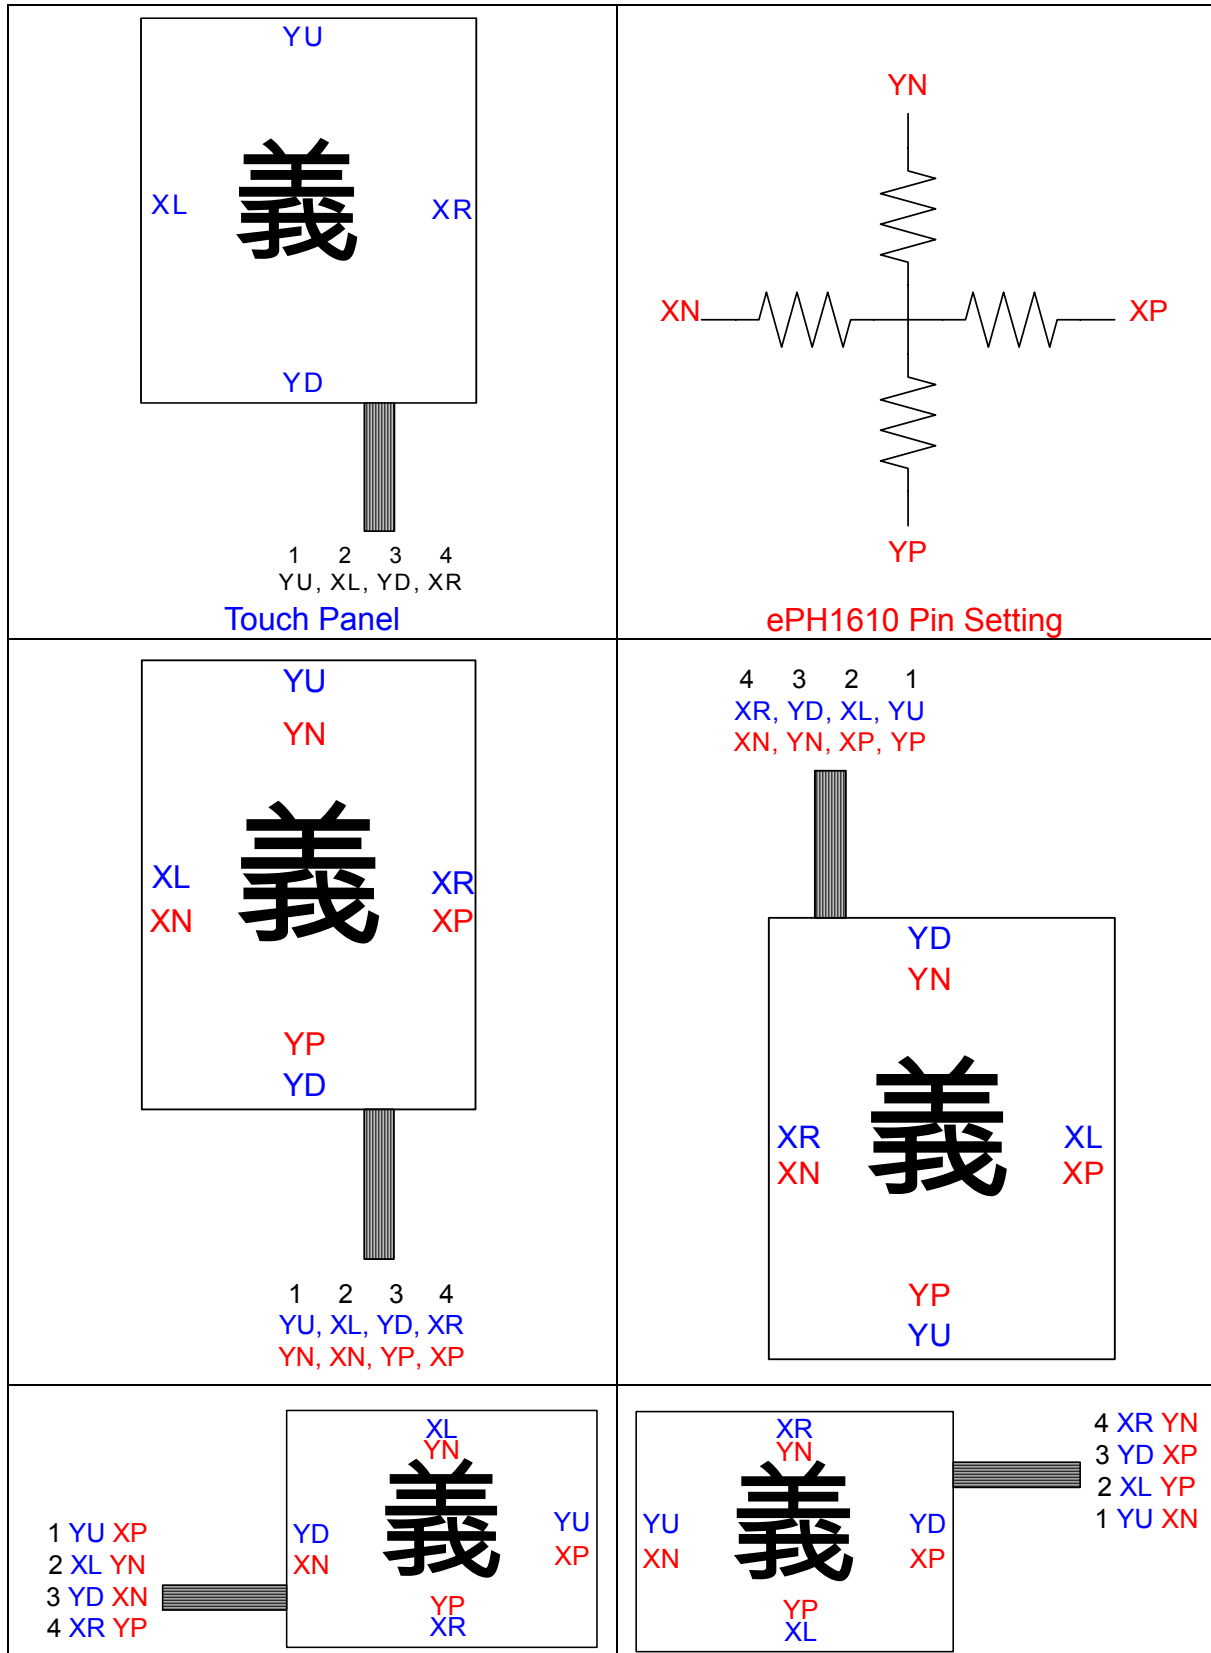 YU
義
XL
XR
YD
1 2 3 4
YU, XL, YD, XR
Touch Panel
YN
XN
XP
YP
ePH1610 Pin Setting
YU
YN
義
XL
XR
XN
XP
YP
YD
1 2 3 4
YU, XL, YD, XR
YN, XN, YP, XP
4 3 2 1
XR, YD, XL, YU
XN, YN, XP, YP
YD
YN
義
XR
XL
XN
XP
YP
YU
XL
YN
義
YD
YU
XN
XP
YP
XR
1 YU XP
2 XL YN
3 YD XN
4 XR YP
XR
YN
義
YU
YD
XN
XP
YP
XL
4 XR YN
3 YD XP
2 XL YP
1 YU XN